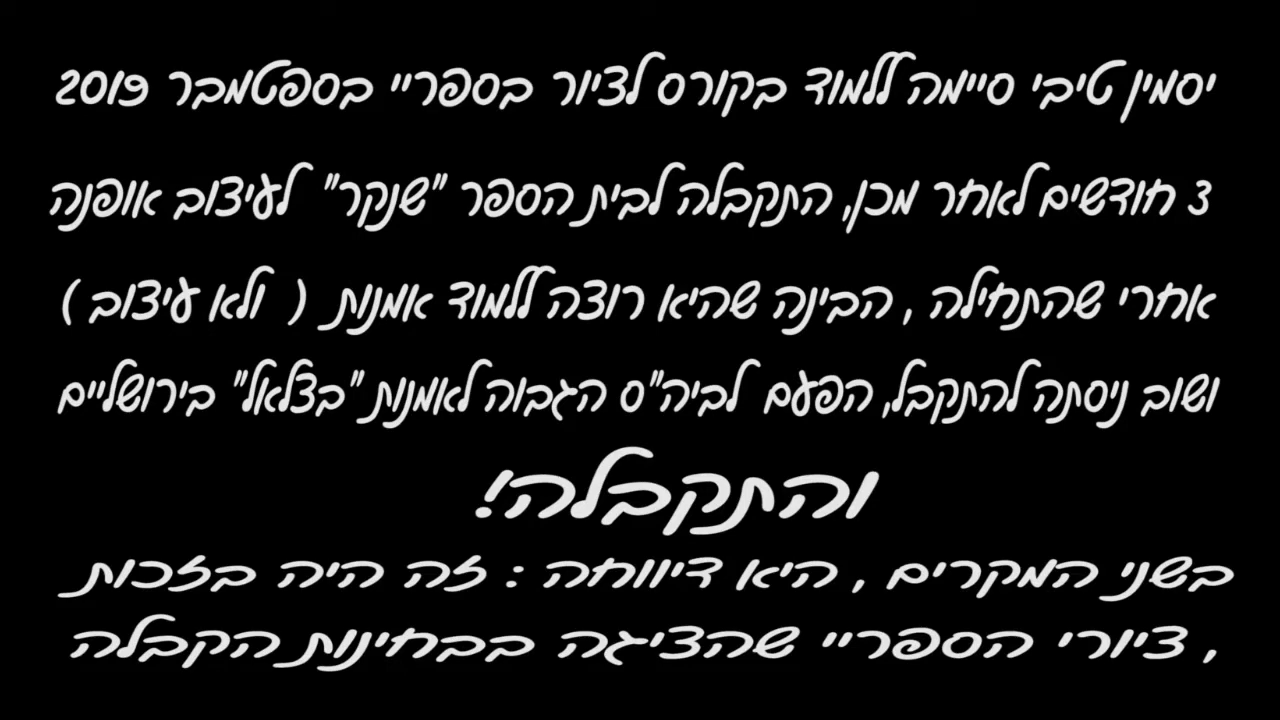 יסמין טיבי סיימה ללמוד בקורס לציור בספריי בספטמבר 2019
3 חודשים לאחר מכן, התקבלה לבית הספר "שנקר" לעיצוב אופנה
אחרי שהתחילה , הבינה שהיא רוצה ללמוד אמנות ( ולא עיצוב )
ושוב ניסתה להתקבל, הפעם לביה"ס הגבוה לאמנות "בצלאל" בירושליים
והתקבלה!
בשני המקרים , היא דיווחה : זה היה בזכות
, ציורי הספריי שהציגה בבחינות הקבלה